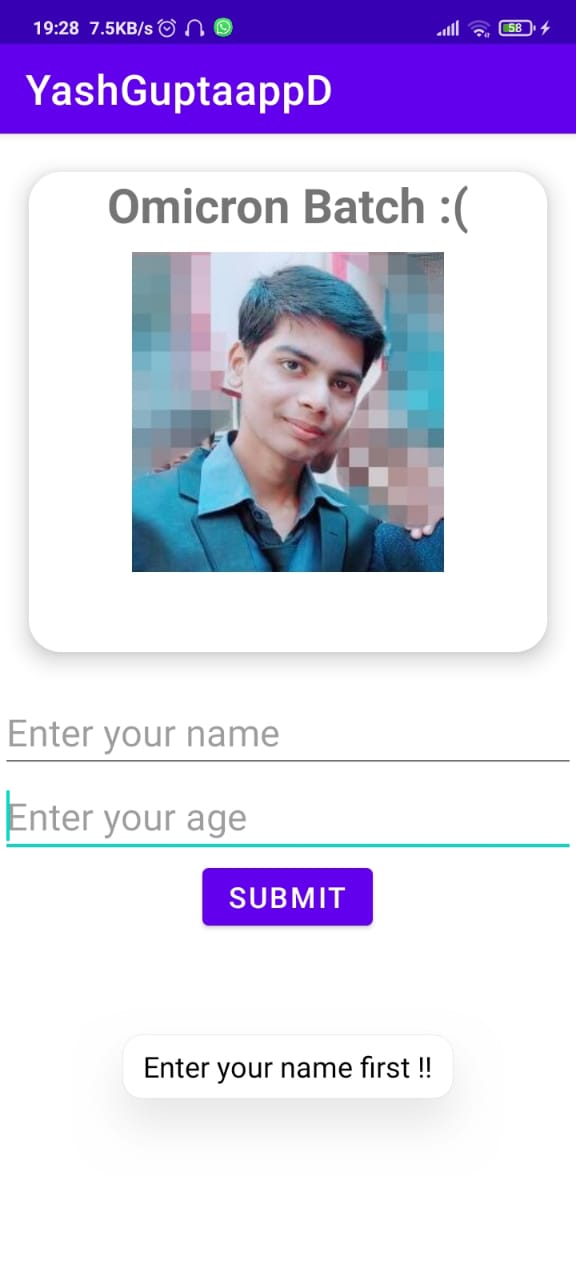 19:28 7.5KB/s 58
YashGuptaappD
Omicron Batch :(
Enter your name
Enter your age
SUBMIT
Enter your name first !!